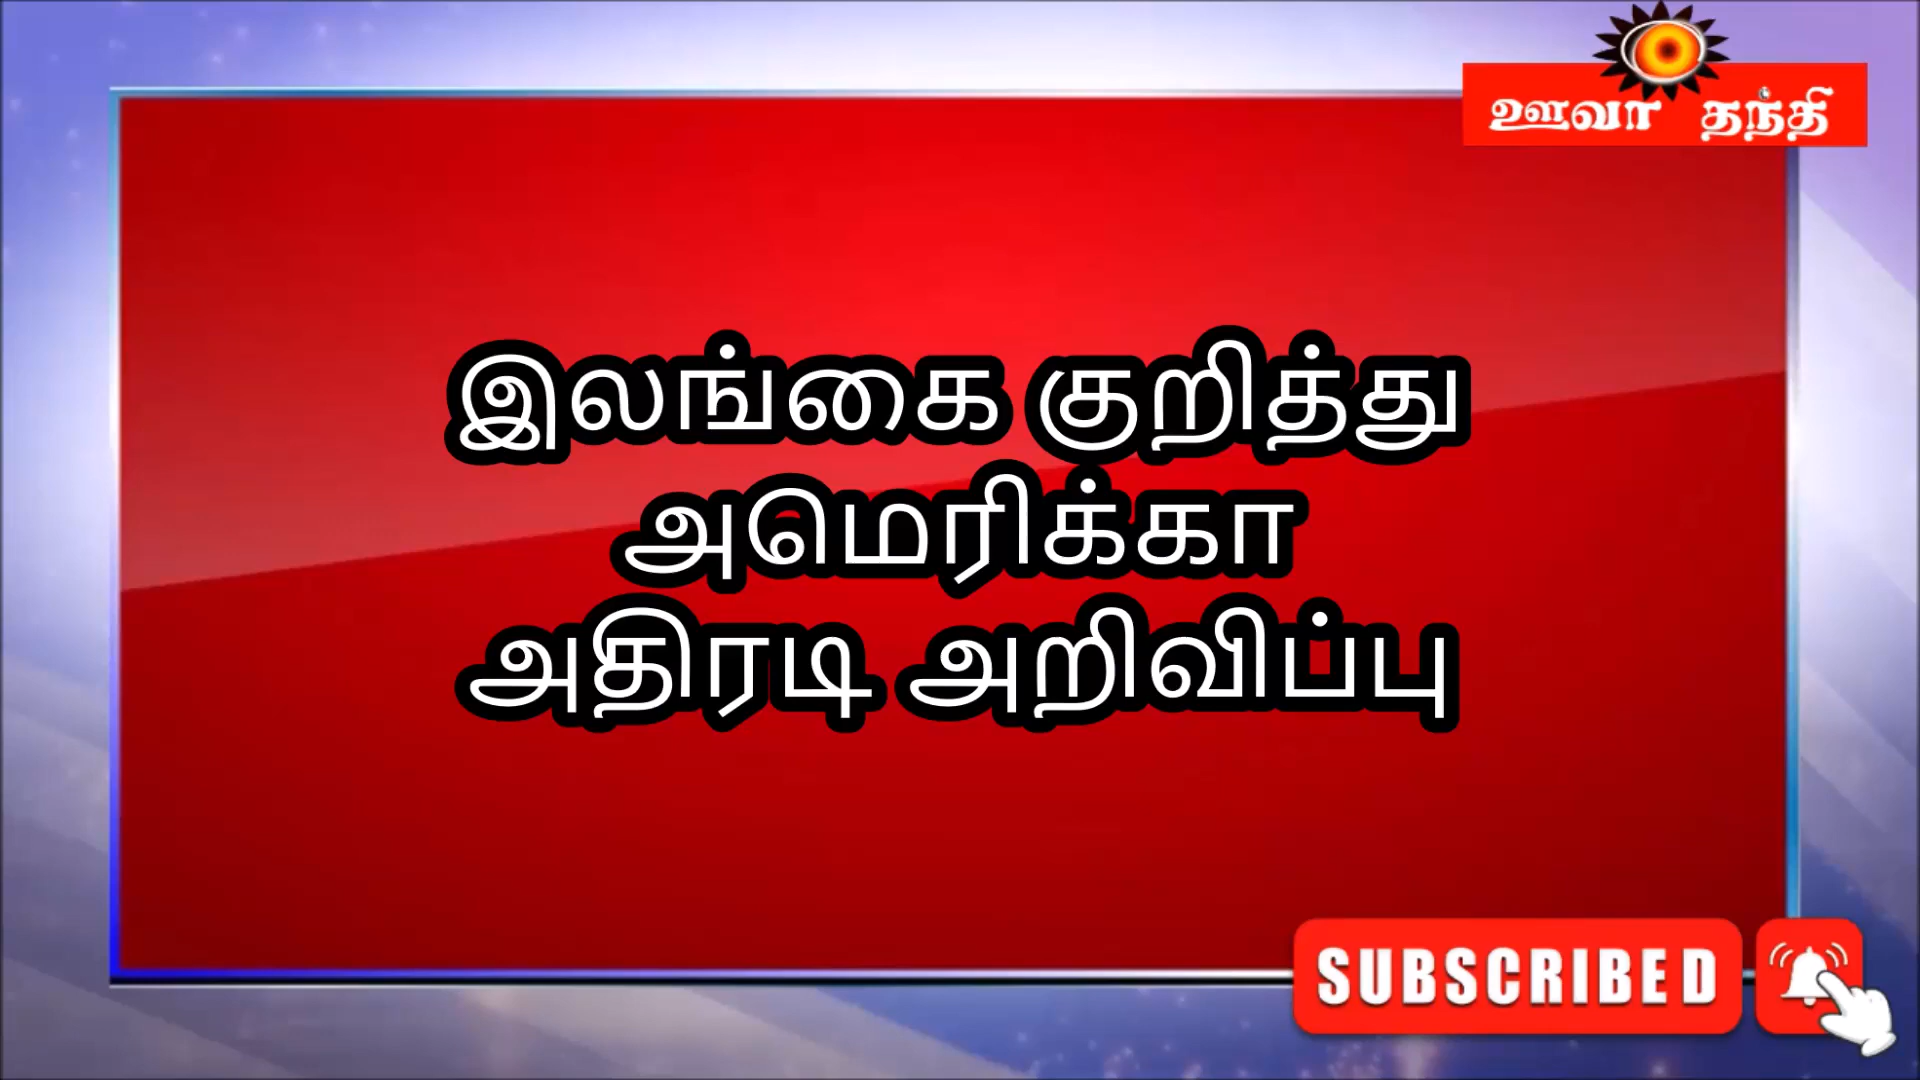 ஊவா தந்தி
இலங்கை குறித்து
அமெரிக்கா
அதிரடி அறிவிப்பு
SUBSCRIBED